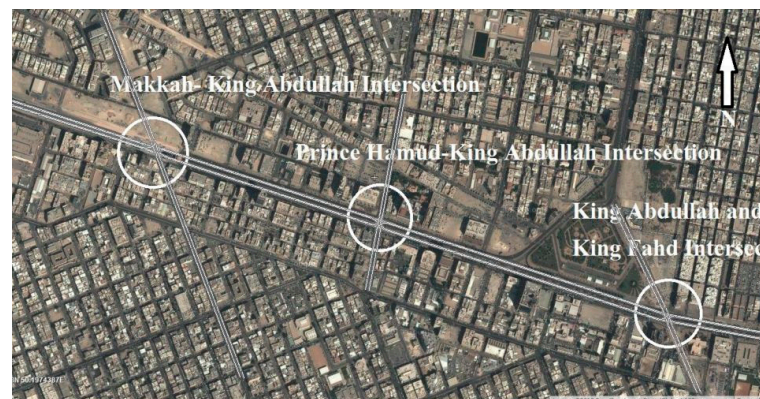 Makkah- King Abdullah Intersection
N
Prince Hamud-King Abdullah Intersection
King Abdullah and
King Fahd Intersec